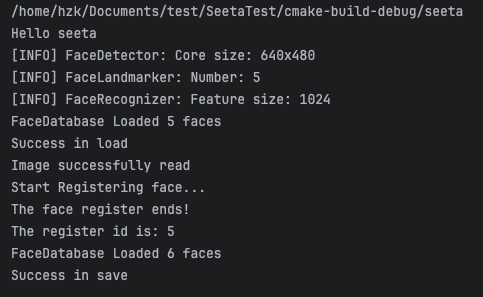 /home/hzk/Documents/test/SeetaTest/cmake-build-debug/seeta
Hello seeta
[INFO] FaceDetector: Core size: 640x480
[INFO] FaceLandmarker: Number: 5
[INFO] FaceRecognizer: Feature size: 1024
FaceDatabase Loaded 5 faces
Success in load
Image successfully read
Start Registering face...
The face register ends!
The register id is: 5
FaceDatabase Loaded 6 faces
Success in save